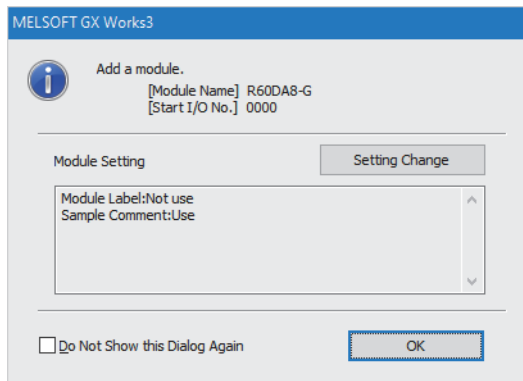 MELSOFT GX Works3
Add a module.
[Module Name] R60DA8-G
[Start I/O No.] 0000
Module Setting
Setting Change
Module Label:Not use
Sample Comment:Use
Do Not Show this Dialog Again
OK